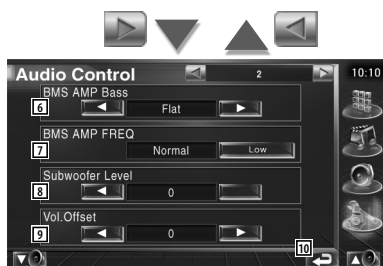 Audio Control 2 10:10
BMS AMP Bass
6 Flat
BMS AMP FREQ
7 Normal Low
Subwoofer Level
8 0
Vol.Offset
9 0
10